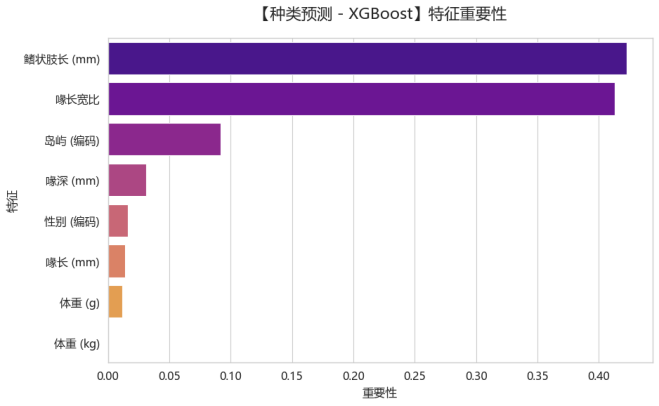 【种类预测 - XGBoost】特征重要性
特征
鳍状肢长 (mm)
喙长宽比
岛屿 (编码)
喙深 (mm)
性别 (编码)
喙长 (mm)
体重 (g)
体重 (kg)
0.00 0.05 0.10 0.15 0.20 0.25 0.30 0.35 0.40
重要性